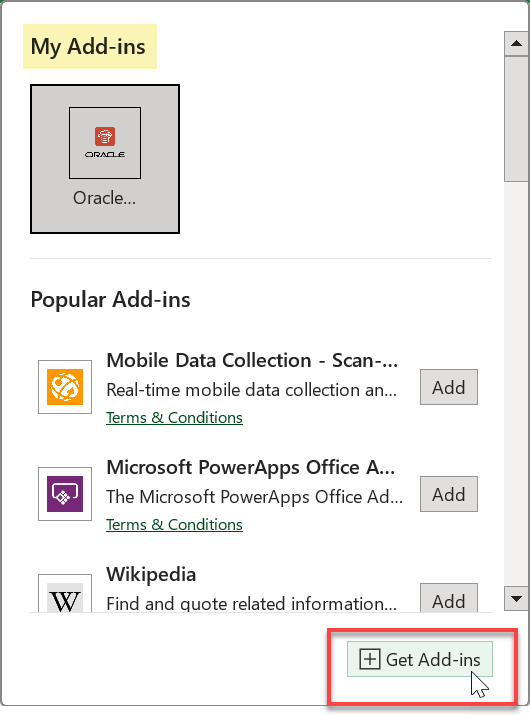 My Add-ins
ORACLE
Oracle...
Popular Add-ins
Mobile Data Collection - Scan-...
Real-time mobile data collection an...
Add
Terms & Conditions
Microsoft PowerApps Office A...
The Microsoft PowerApps Office Ad...
Add
Terms & Conditions
W
Wikipedia
Find and quote related information...
Add
Get Add-ins